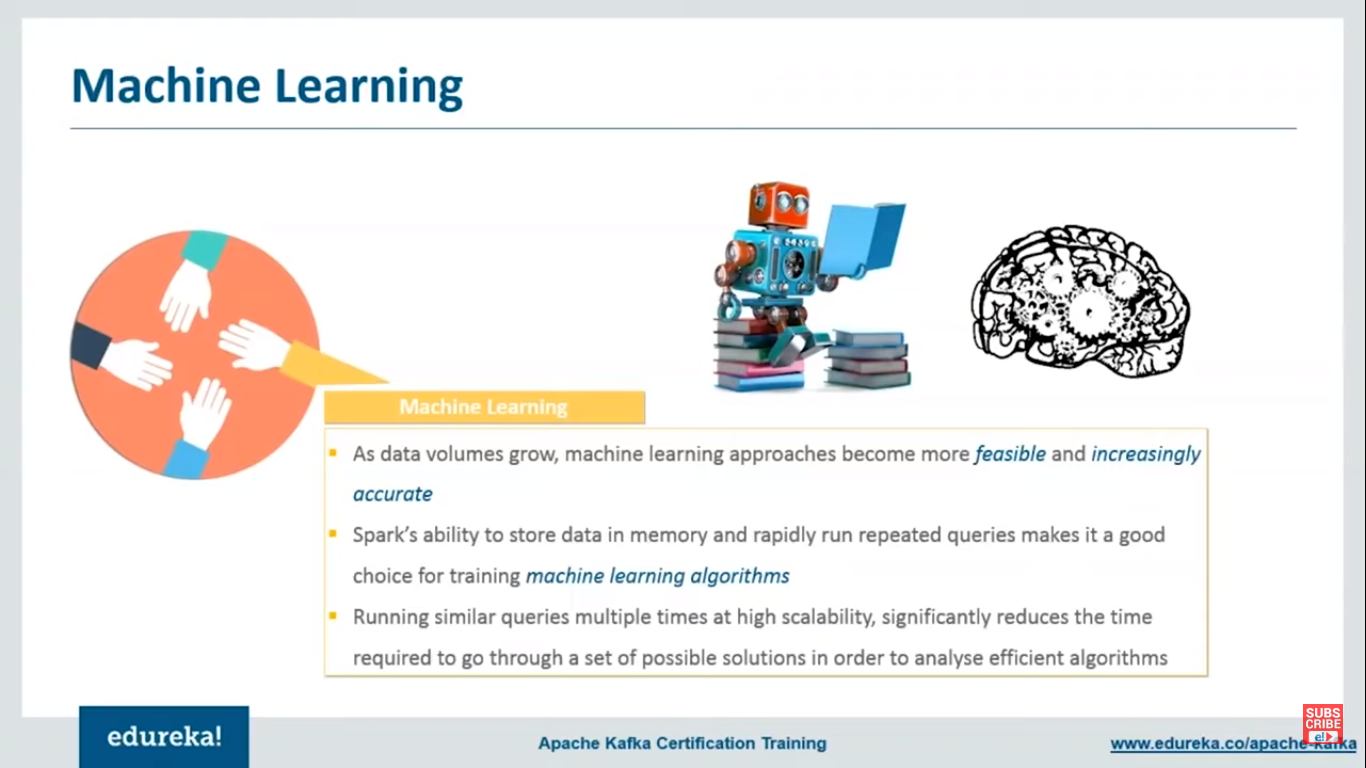 Machine Learning
Machine Learning
As data volumes grow, machine learning approaches become more feasible and increasingly
accurate
Spark's ability to store data in memory and rapidly run repeated queries makes it a good
choice for training machine learning algorithms
Running similar queries multiple times at high scalability, significantly reduces the time
required to go through a set of possible solutions in order to analyse efficient algorithms
edureka!
Apache Kafka Certification Training
www.edureka.co/apache-kafka
SUBS
CRIBE
e!